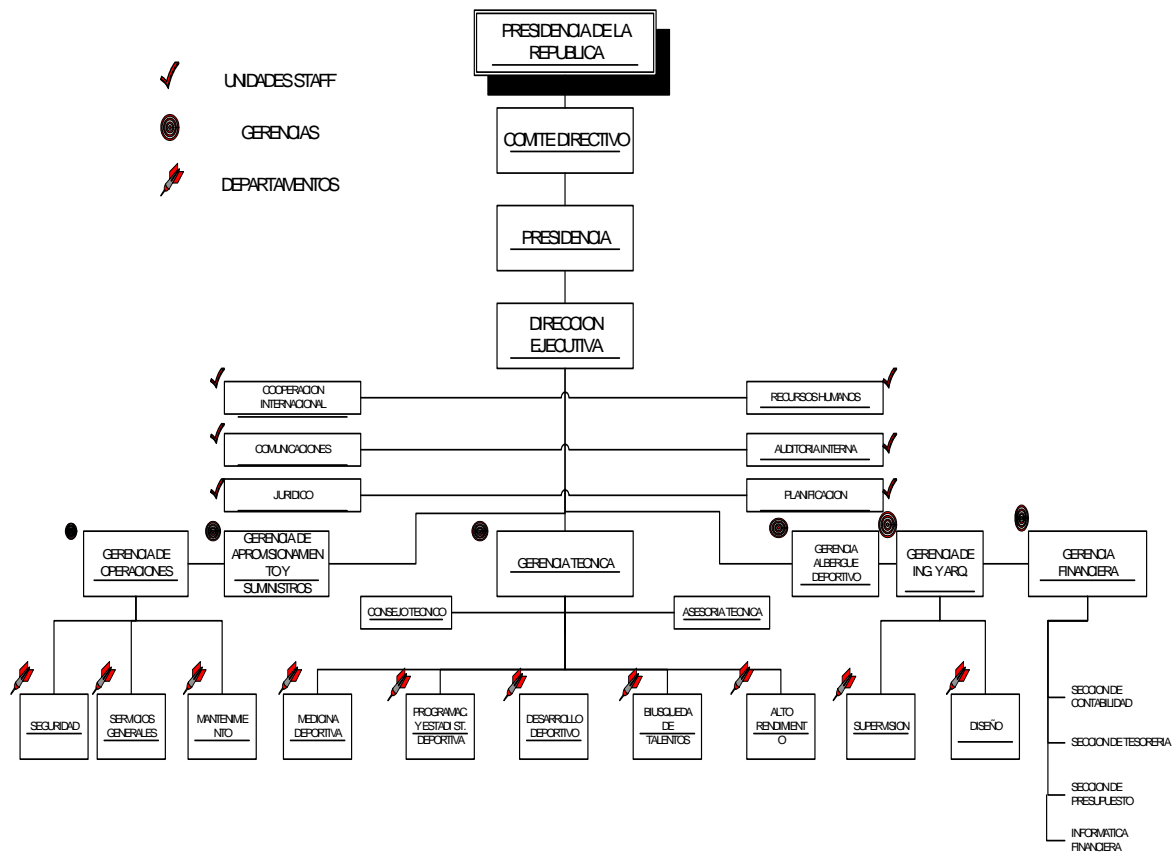 PRESIDENCIA DE LA
REPUBLICA
UNIDADES STAFF
GERENCIAS
DEPARTAMENTOS
COMITE DIRECTIVO
PRESIDENCIA
DIRECCION
EJECUTIVA
COOPERACION
INTERNACIONAL
RECURSOS HUMANOS
COMUNICACIONES
AUDITORIA INTERNA
JURIDICO
PLANIFICACION
GERENCIA DE
OPERACIONES
GERENCIA DE
APROVISIONAMIE
NTO Y
SUMINISTROS
GERENCIA TECNICA
GERENCIA
ALBERGUE
DEPORTIVO
GERENCIA DE
ING. Y ARQ.
GERENCIA
FINANCIERA
CONSEJO TECNICO
ASESORIA TECNICA
SEGURIDAD
SERVICIOS
GENERALES
MANTENIMIE
NTO
MEDICINA
DEPORTIVA
PROGRAMAC.
Y ESTADIST.
DEPORTIVA
DESARROLLO
DEPORTIVO
BIUSQUEDA
DE
TALENTOS
ALTO
RENDIMIENT
O
SUPERVISION
DISEÑO
SECCION DE
CONTABILIDAD
SECCION DE TESORERIA
SECCION DE
PRESUPUESTO
INFORMATICA
FINANCIERA